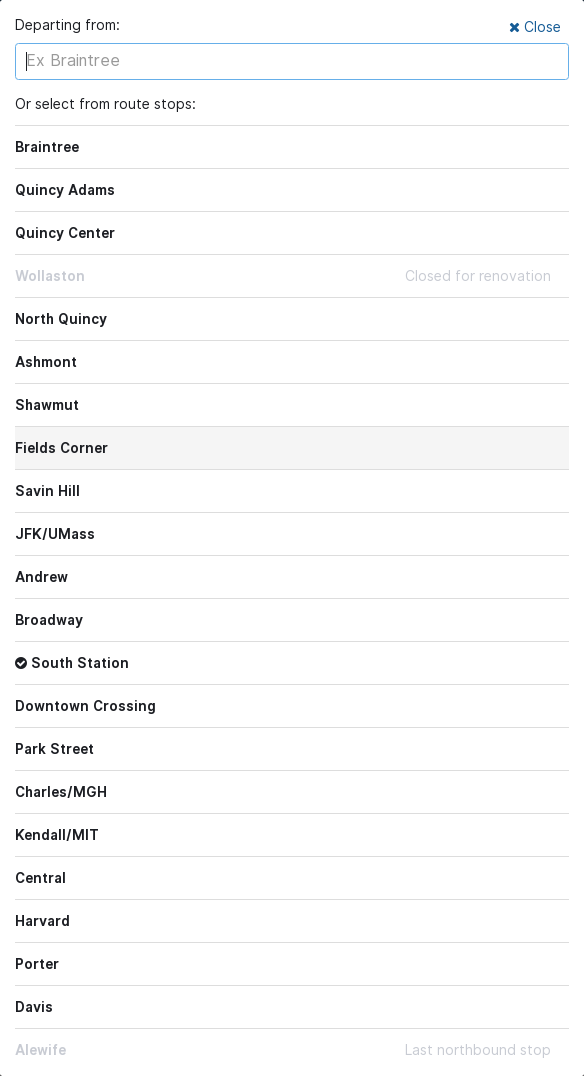 Departing from:
Close
Ex Braintree
Or select from route stops:
Braintree
Quincy Adams
Quincy Center
Wollaston Closed for renovation
North Quincy
Ashmont
Shawmut
Fields Corner
Savin Hill
JFK/UMass
Andrew
Broadway
South Station
Downtown Crossing
Park Street
Charles/MGH
Kendall/MIT
Central
Harvard
Porter
Davis
Alewife Last northbound stop